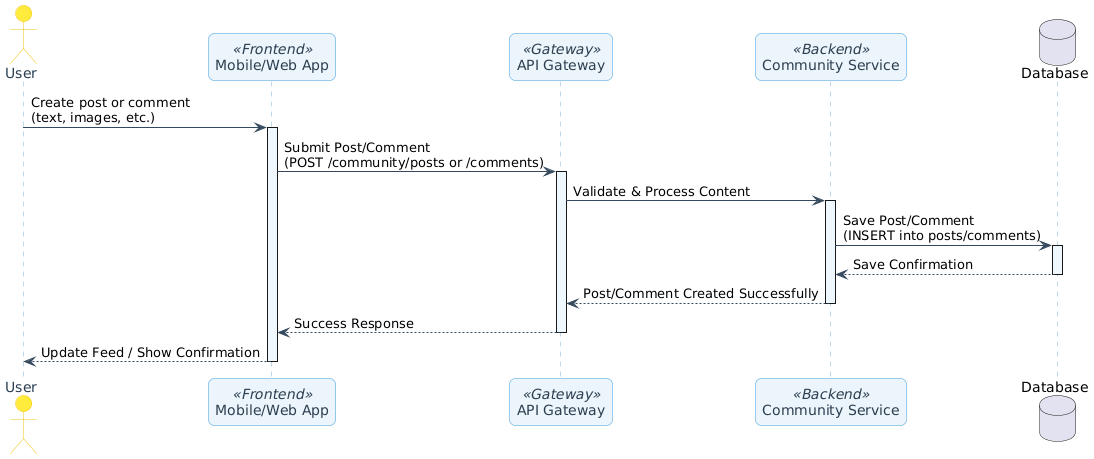 User
«Frontend»
Mobile/Web App
«Gateway»
API Gateway
«Backend»
Community Service
Database
Create post or comment
(text, images, etc.)
Submit Post/Comment
(POST /community/posts or /comments)
Validate & Process Content
Save Post/Comment
(INSERT into posts/comments)
Save Confirmation
Post/Comment Created Successfully
Success Response
Update Feed / Show Confirmation
User
«Frontend»
Mobile/Web App
«Gateway»
API Gateway
«Backend»
Community Service
Database